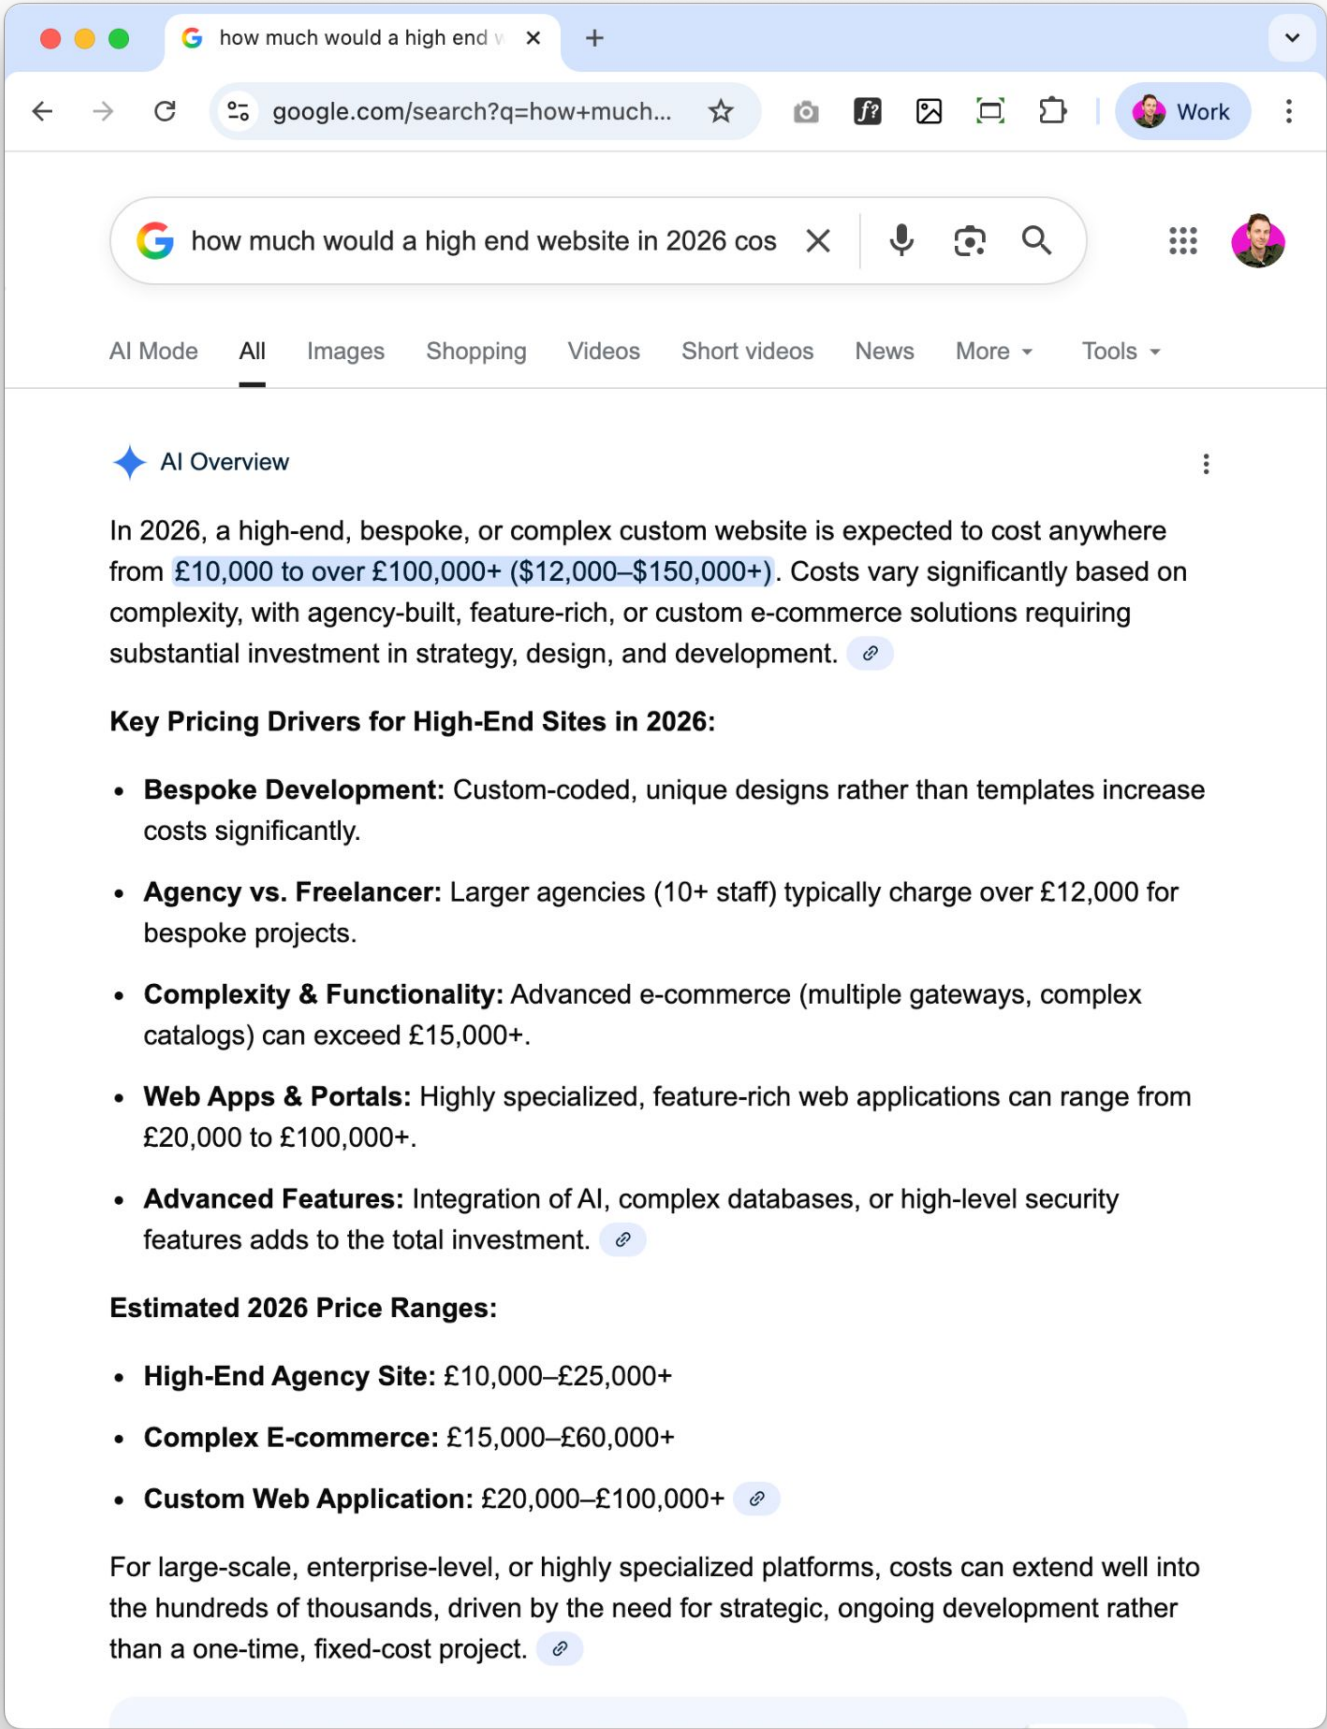 how much would a high end w
google.com/search?q=how+much...
f?
Work
how much would a high end website in 2026 cos
AI Mode
All
Images
Shopping
Videos
Short videos
News
More
Tools
AI Overview
In 2026, a high-end, bespoke, or complex custom website is expected to cost anywhere
from £10,000 to over £100,000+ ($12,000–$150,000+). Costs vary significantly based on
complexity, with agency-built, feature-rich, or custom e-commerce solutions requiring
substantial investment in strategy, design, and development.
Key Pricing Drivers for High-End Sites in 2026:
• Bespoke Development: Custom-coded, unique designs rather than templates increase
costs significantly.
• Agency vs. Freelancer: Larger agencies (10+ staff) typically charge over £12,000 for
bespoke projects.
• Complexity & Functionality: Advanced e-commerce (multiple gateways, complex
catalogs) can exceed £15,000+.
• Web Apps & Portals: Highly specialized, feature-rich web applications can range from
£20,000 to £100,000+.
• Advanced Features: Integration of AI, complex databases, or high-level security
features adds to the total investment.
Estimated 2026 Price Ranges:
• High-End Agency Site: £10,000–£25,000+
• Complex E-commerce: £15,000–£60,000+
• Custom Web Application: £20,000–£100,000+
For large-scale, enterprise-level, or highly specialized platforms, costs can extend well into
the hundreds of thousands, driven by the need for strategic, ongoing development rather
than a one-time, fixed-cost project.